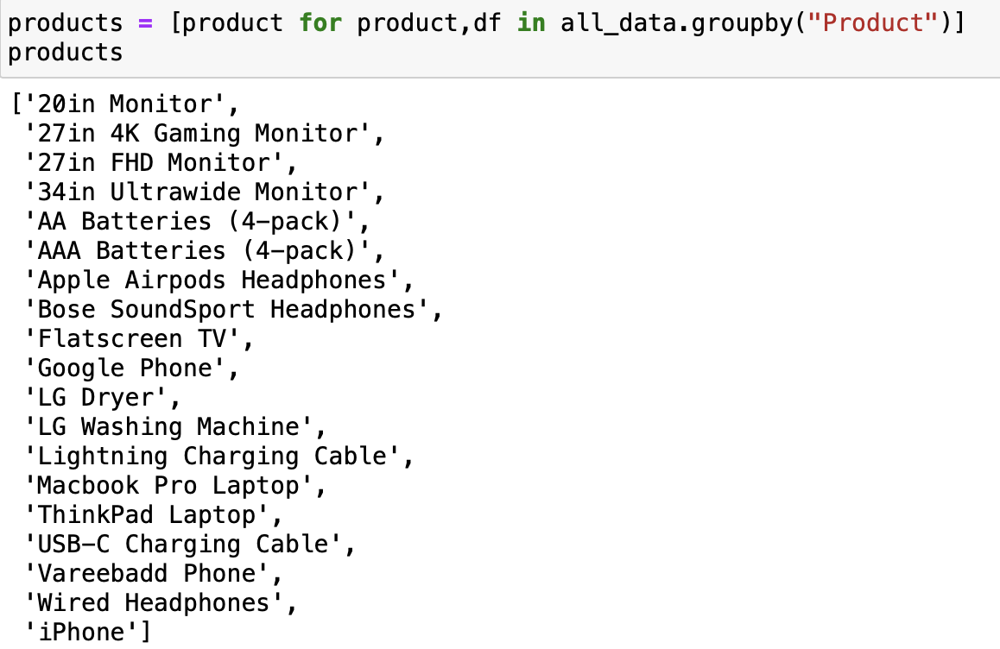 products = [product for product,df in all_data.groupby("Product")]
products
['20in Monitor',
'27in 4K Gaming Monitor',
'27in FHD Monitor',
'34in Ultrawide Monitor',
'AA Batteries (4-pack)',
'AAA Batteries (4-pack)',
'Apple Airpods Headphones',
'Bose SoundSport Headphones',
'Flatscreen TV',
'Google Phone',
'LG Dryer',
'LG Washing Machine',
'Lightning Charging Cable',
'Macbook Pro Laptop',
'ThinkPad Laptop',
'USB-C Charging Cable',
'Vareebadd Phone',
'Wired Headphones',
'iPhone']